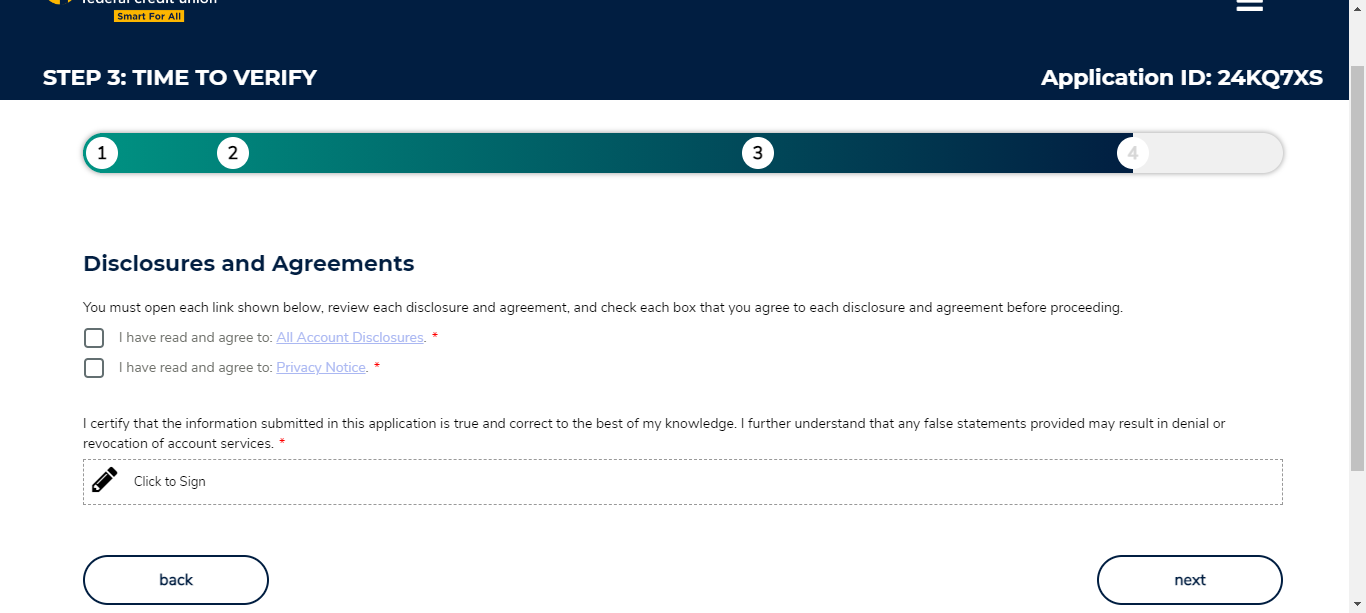 federal credit union
Smart For All
STEP 3: TIME TO VERIFY
Application ID: 24KQ7XS
1 2 3 4
Disclosures and Agreements
You must open each link shown below, review each disclosure and agreement, and check each box that you agree to each disclosure and agreement before proceeding.
I have read and agree to: All Account Disclosures. *
I have read and agree to: Privacy Notice. *
I certify that the information submitted in this application is true and correct to the best of my knowledge. I further understand that any false statements provided may result in denial or
revocation of account services. *
Click to Sign
back
next